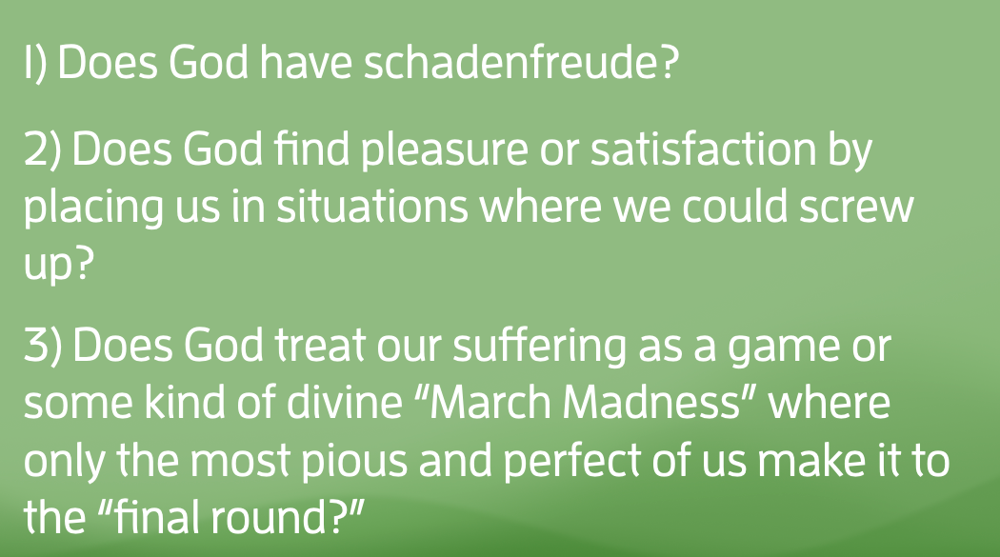 1) Does God have schadenfreude?
2) Does God find pleasure or satisfaction by
placing us in situations where we could screw
up?
3) Does God treat our suffering as a game or
some kind of divine “March Madness” where
only the most pious and perfect of us make it to
the “final round?”